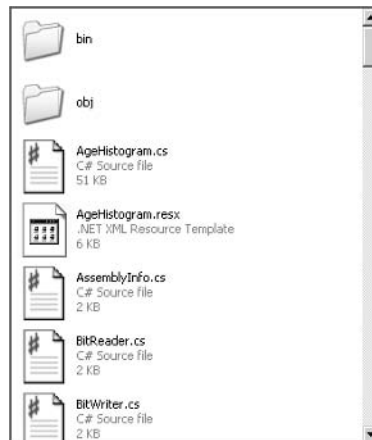 bin
obj
AgeHistogram.cs
C# Source file
51 KB
AgeHistogram.resx
.NET XML Resource Template
6 KB
AssemblyInfo.cs
C# Source file
2 KB
BitReader.cs
C# Source file
2 KB
BitWriter.cs
C# Source file
2 KB